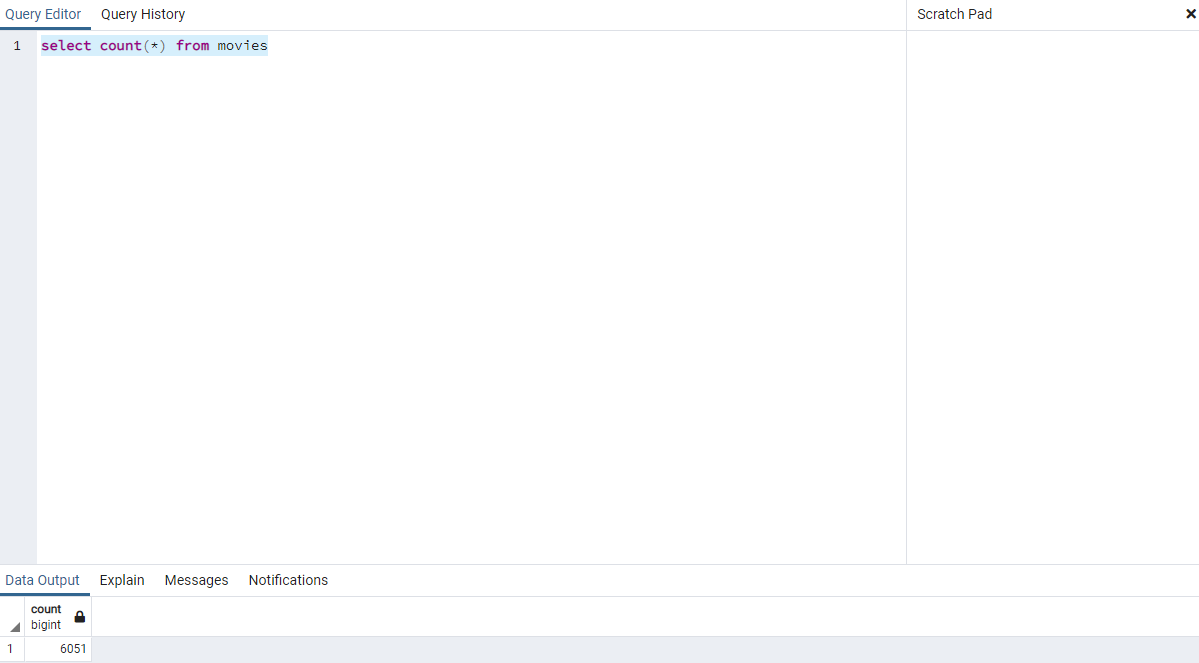 Query Editor Query History Scratch Pad
1 select count(*) from movies
Data Output Explain Messages Notifications
count
bigint
1 6051